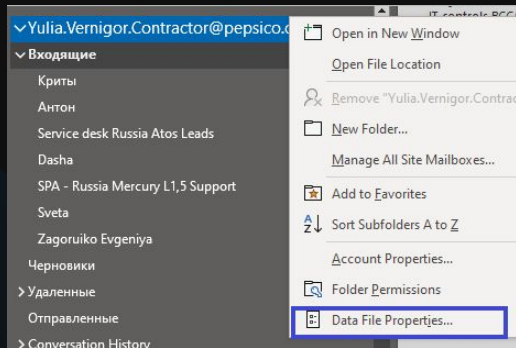 Yulia.Vernigor.Contractor@pepsico.
Входящие
Криты
Антон
Service desk Russia Atos Leads
Dasha
SPA - Russia Mercury L1,5 Support
Sveta
Zagoruiko Evgeniya
Черновики
Удаленные
Отправленные
Conversation History
Open in New Window
Open File Location
Remove "Yulia.Vernigor.Contrac
New Folder...
Manage All Site Mailboxes...
Add to Favorites
Sort Subfolders A to Z
Account Properties...
Folder Permissions
Data File Properties...